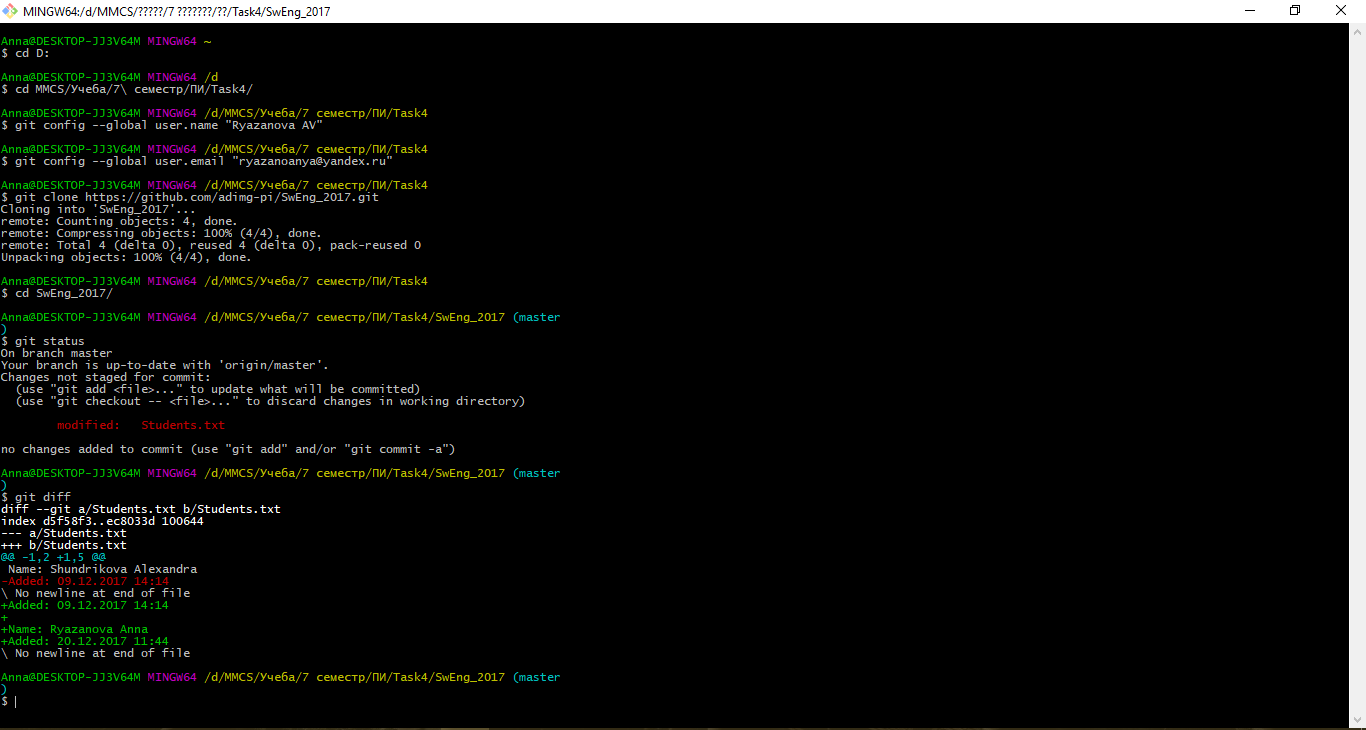 MINGW64:/d/MMCS/?????/7 ???????/??/Task4/SwEng_2017
Anna@DESKTOP-JJ3V64M MINGW64 ~
$ cd D:
Anna@DESKTOP-JJ3V64M MINGW64 /d
$ cd MMCS/Учеба/7\ семестр/ПИ/Task4/
Anna@DESKTOP-JJ3V64M MINGW64 /d/MMCS/Учеба/7 семестр/ПИ/Task4
$ git config --global user.name "Ryazanova AV"
Anna@DESKTOP-JJ3V64M MINGW64 /d/MMCS/Учеба/7 семестр/ПИ/Task4
$ git config --global user.email "ryazanoanya@yandex.ru"
Anna@DESKTOP-JJ3V64M MINGW64 /d/MMCS/Учеба/7 семестр/ПИ/Task4
$ git clone https://github.com/adimg-pi/SwEng_2017.git
Cloning into 'SwEng_2017'...
remote: Counting objects: 4, done.
remote: Compressing objects: 100% (4/4), done.
remote: Total 4 (delta 0), reused 4 (delta 0), pack-reused 0
Unpacking objects: 100% (4/4), done.
Anna@DESKTOP-JJ3V64M MINGW64 /d/MMCS/Учеба/7 семестр/ПИ/Task4
$ cd SwEng_2017/
Anna@DESKTOP-JJ3V64M MINGW64 /d/MMCS/Учеба/7 семестр/ПИ/Task4/SwEng_2017 (master
)
$ git status
On branch master
Your branch is up-to-date with 'origin/master'.
Changes not staged for commit:
  (use "git add <file>..." to update what will be committed)
  (use "git checkout -- <file>..." to discard changes in working directory)
        modified:   Students.txt
no changes added to commit (use "git add" and/or "git commit -a")
Anna@DESKTOP-JJ3V64M MINGW64 /d/MMCS/Учеба/7 семестр/ПИ/Task4/SwEng_2017 (master
)
$ git diff
diff --git a/Students.txt b/Students.txt
index d5f58f3..ec8033d 100644
--- a/Students.txt
+++ b/Students.txt
@@ -1,2 +1,5 @@
 Name: Shundrikova Alexandra
-Added: 09.12.2017 14:14
\ No newline at end of file
+Added: 09.12.2017 14:14
+
+Name: Ryazanova Anna
+Added: 20.12.2017 11:44
\ No newline at end of file
Anna@DESKTOP-JJ3V64M MINGW64 /d/MMCS/Учеба/7 семестр/ПИ/Task4/SwEng_2017 (master
)
$